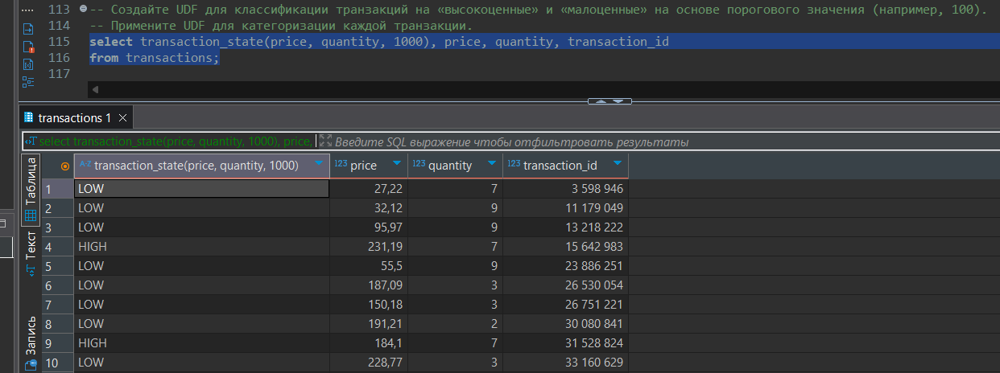 113 -- Создайте UDF для классификации транзакций на «высокоценные» и «малоценные» на основе порогового значения (например, 100).
114 -- Примените UDF для категоризации каждой транзакции.
115 select transaction_state(price, quantity, 1000), price, quantity, transaction_id
116 from transactions;
117
transactions 1
select transaction_state(price, quantity, 1000), price, Введите SQL выражение чтобы отфильтровать результаты
Таблица
Текст
Запись
A-Z transaction_state(price, quantity, 1000) 123 price 123 quantity 123 transaction_id
1 LOW 27,22 7 3 598 946
2 LOW 32,12 9 11 179 049
3 LOW 95,97 9 13 218 222
4 HIGH 231,19 7 15 642 983
5 LOW 55,5 9 23 886 251
6 LOW 187,09 3 26 530 054
7 LOW 150,18 3 26 751 221
8 LOW 191,21 2 30 080 841
9 HIGH 184,1 7 31 528 824
10 LOW 228,77 3 33 160 629